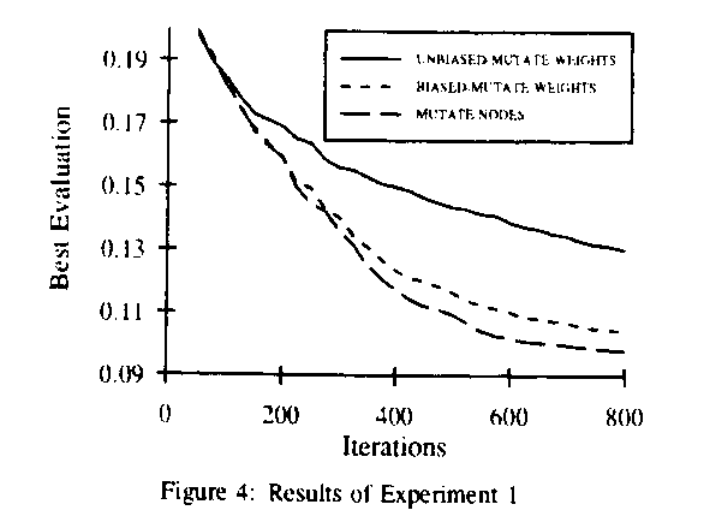 0.19
0.17
0.15
0.13
0.11
0.09
Best Evaluation
UNBIASED-MUTATE WEIGHTS
BIASED-MUTATE WEIGHTS
MUTATE NODES
0 200 400 600 800
Iterations
Figure 4: Results of Experiment 1